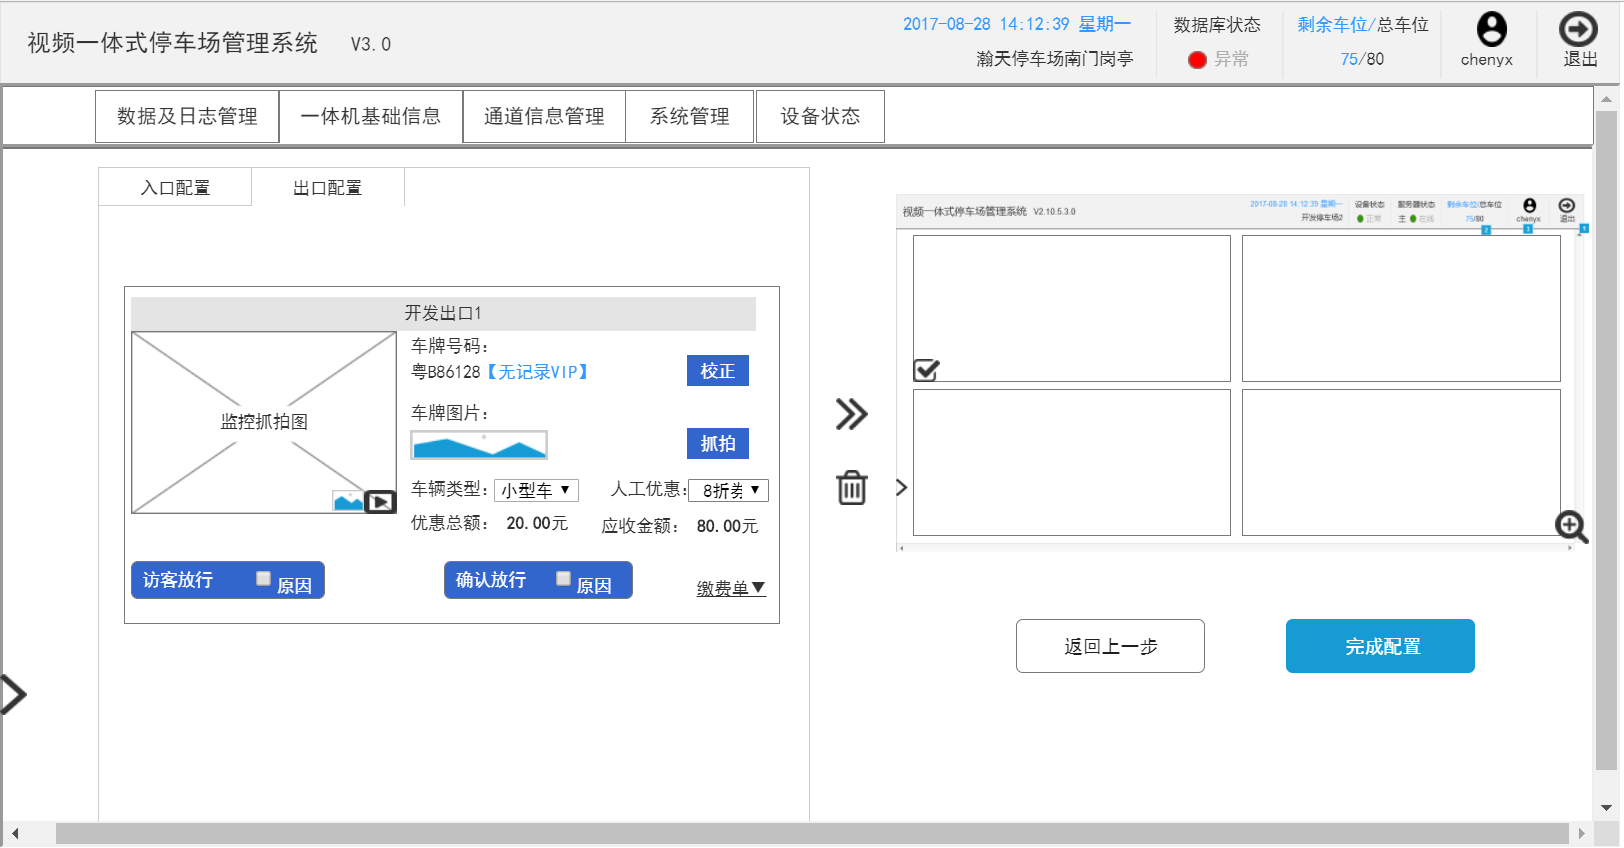 视频一体式停车场管理系统 V3.0
2017-08-28 14:12:39 星期一
瀚天停车场南门岗亭
数据库状态
异常
剩余车位/总车位
75/80
chenyx
退出
数据及日志管理
一体机基础信息
通道信息管理
系统管理
设备状态
入口配置
出口配置
开发出口1
监控抓拍图
车牌号码：
粤B86128【无记录VIP】
校正
车牌图片：
抓拍
车辆类型： 小型车
人工优惠： 8折券
优惠总额： 20.00元
应收金额： 80.00元
访客放行 原因
确认放行 原因
缴费单▼
视频一体式停车场管理系统 V2.10.5.3.0
2017-08-28 14:12:39 星期一
开发停车场2
设备状态
正常
服务器状态
主 在线
剩余车位/总车位
75/80
chenyx
退出
2
3
1
返回上一步
完成配置